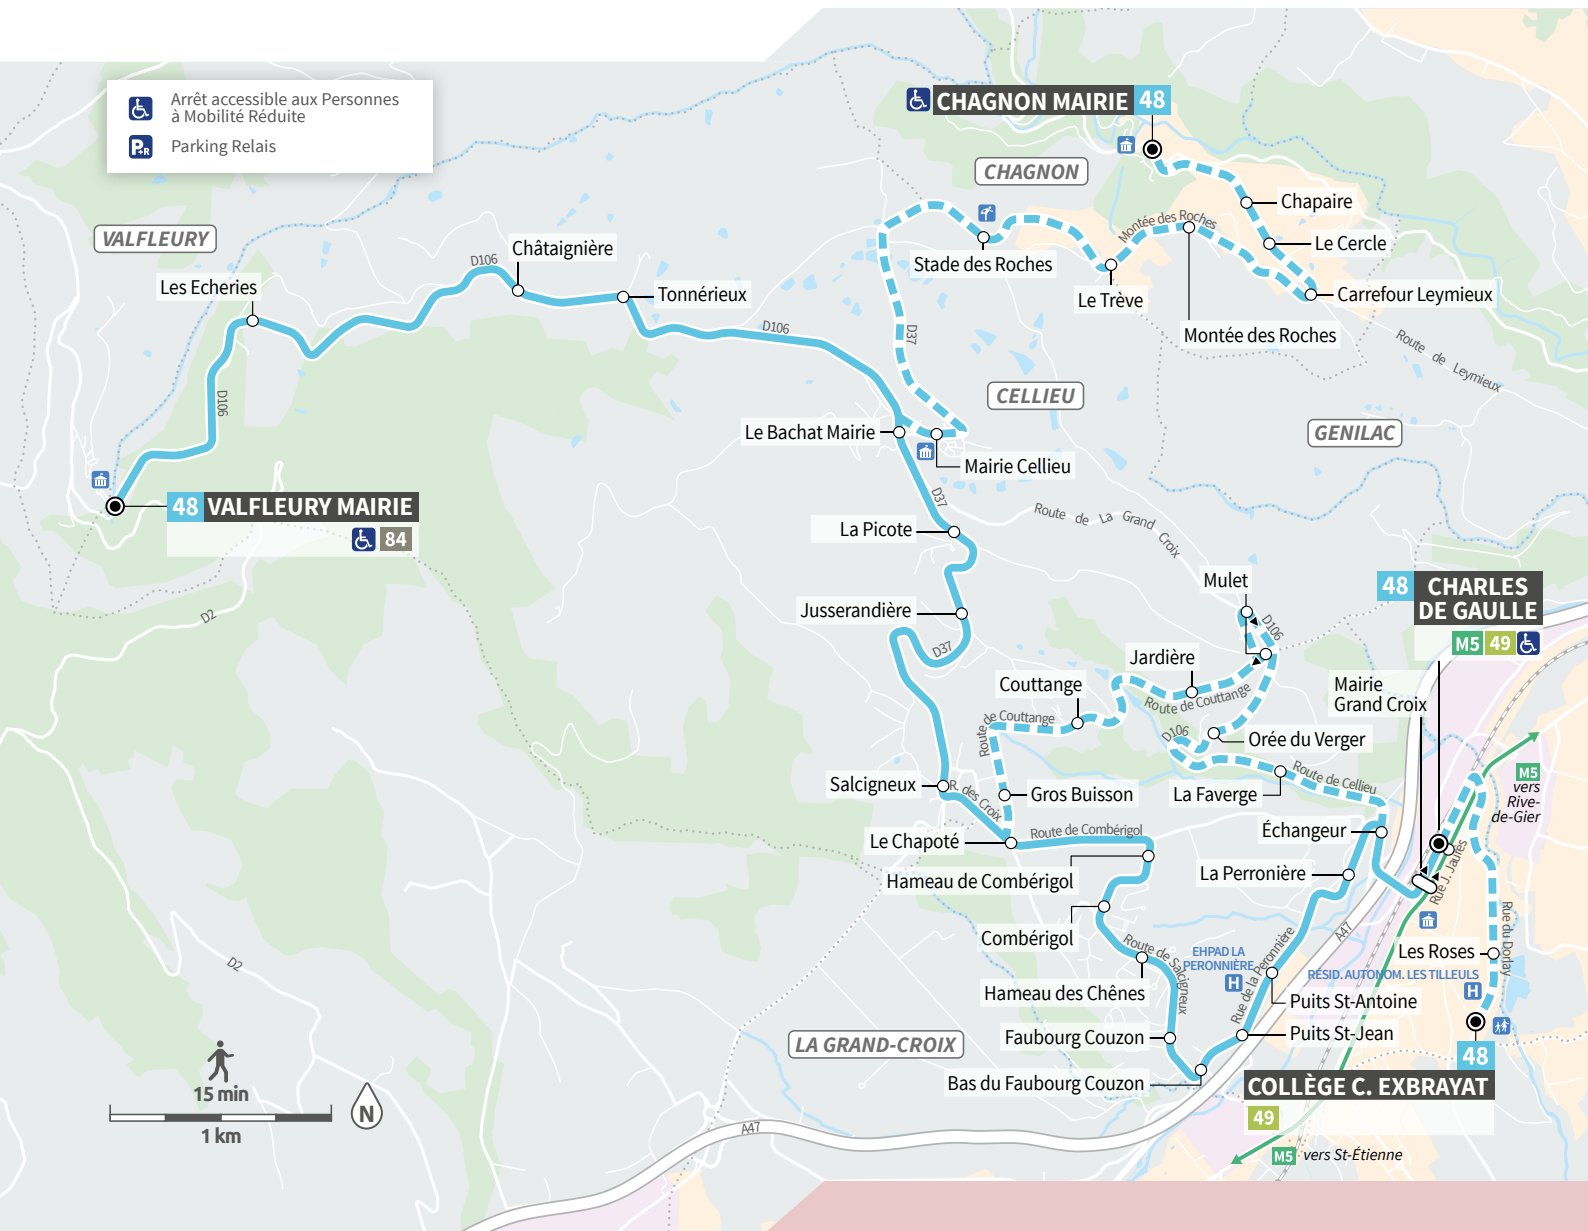 Arrêt accessible aux Personnes
à Mobilité Réduite
P+R
Parking Relais
CHAGNON MAIRIE 48
CHAGNON
Chapaire
Montée des Roches
Le Cercle
VALFLEURY
Châtaignière
D106
Stade des Roches
Les Echeries
Tonnérieux
Le Trève
Carrefour Leymieux
D106
D37
Montée des Roches
Route de Leymieux
D106
CELLIEU
GENILAC
Le Bachat Mairie
Mairie Cellieu
48 VALFLEURY MAIRIE
84
D37
Route de La Grand Croix
La Picote
Mulet
48 CHARLES
DE GAULLE
M5 49
D2
Jusserandière
D106
D37
Jardière
Couttange
Route de Couttange
Mairie
Grand Croix
Route de Couttange
Route de Couttange
D106
Orée du Verger
Salcigneux
R. des Croix
Gros Buisson
La Faverge
Route de Cellieu
M5
vers
Rive-
de-Gier
Le Chapoté
Route de Combérigol
Échangeur
Hameau de Combérigol
La Perronière
Rue J. Jaurès
Combérigol
Route de Salcigneux
EHPAD LA
PERONNIÈRE
H
Rue de la Peronnière
A47
Les Roses
Rue du Dorlay
RÉSID. AUTONOM. LES TILLEULS
H
D2
Hameau des Chênes
Puits St-Antoine
Faubourg Couzon
Puits St-Jean
LA GRAND-CROIX
Bas du Faubourg Couzon
48
COLLÈGE C. EXBRAYAT
49
15 min
1 km
N
A47
M5 vers St-Étienne